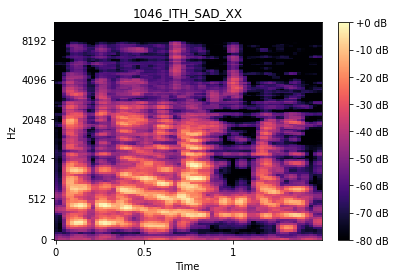 1046_ITH_SAD_XX
+0 dB
8192
-10 dB
4096
-20 dB
-30 dB
2048
Hz
-40 dB
1024
-50 dB
512
-60 dB
-70 dB
0
-80 dB
0
0.5
1
Time